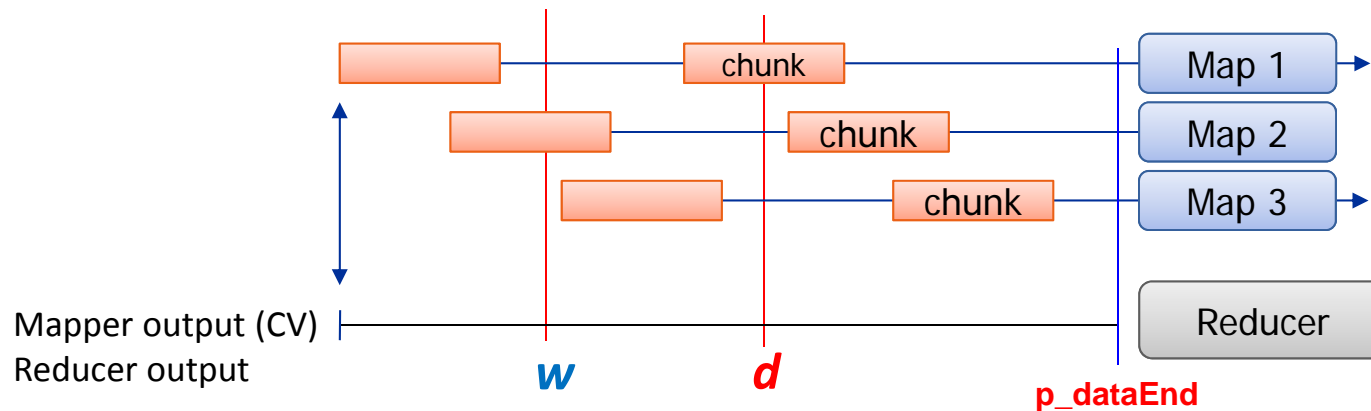 chunk
Map 1
chunk
Map 2
chunk
Map 3
Mapper output (CV)
Reducer output
Reducer
w
d
p_dataEnd